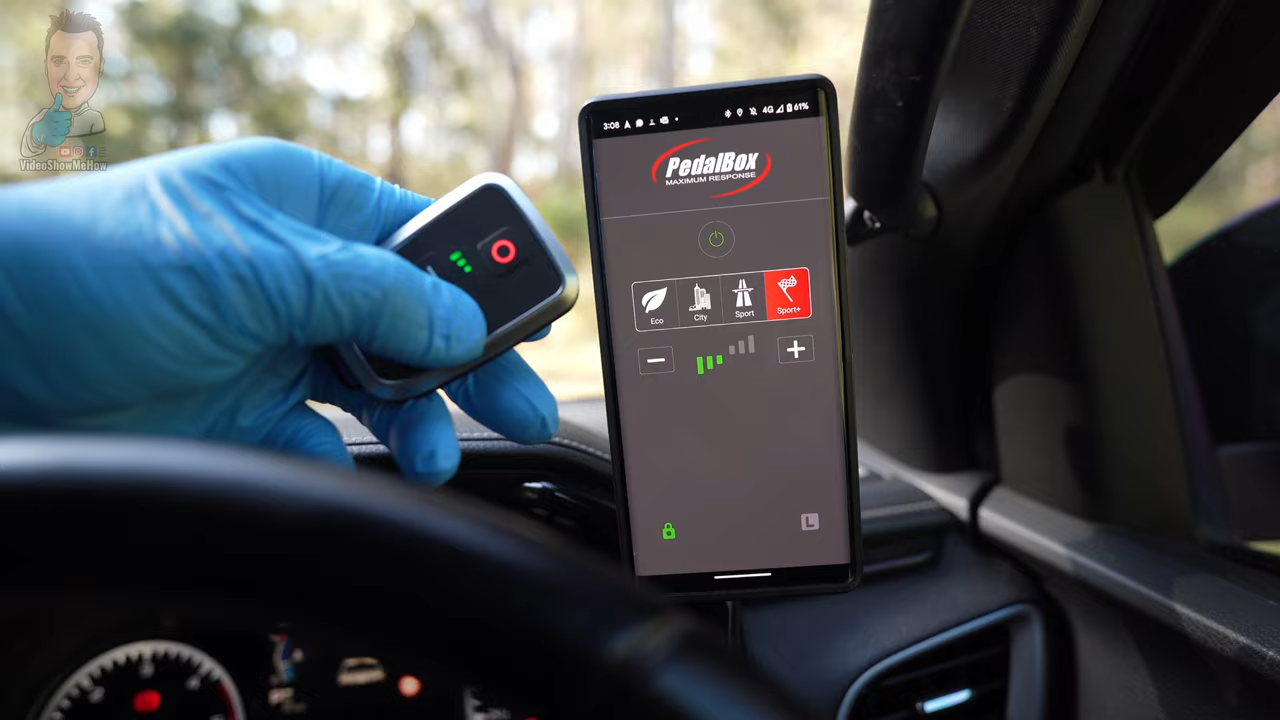 VideoShowMeHow
3:08
4G 61%
PedalBox
MAXIMUM RESPONSE
Eco
City
Sport
Sport+
L